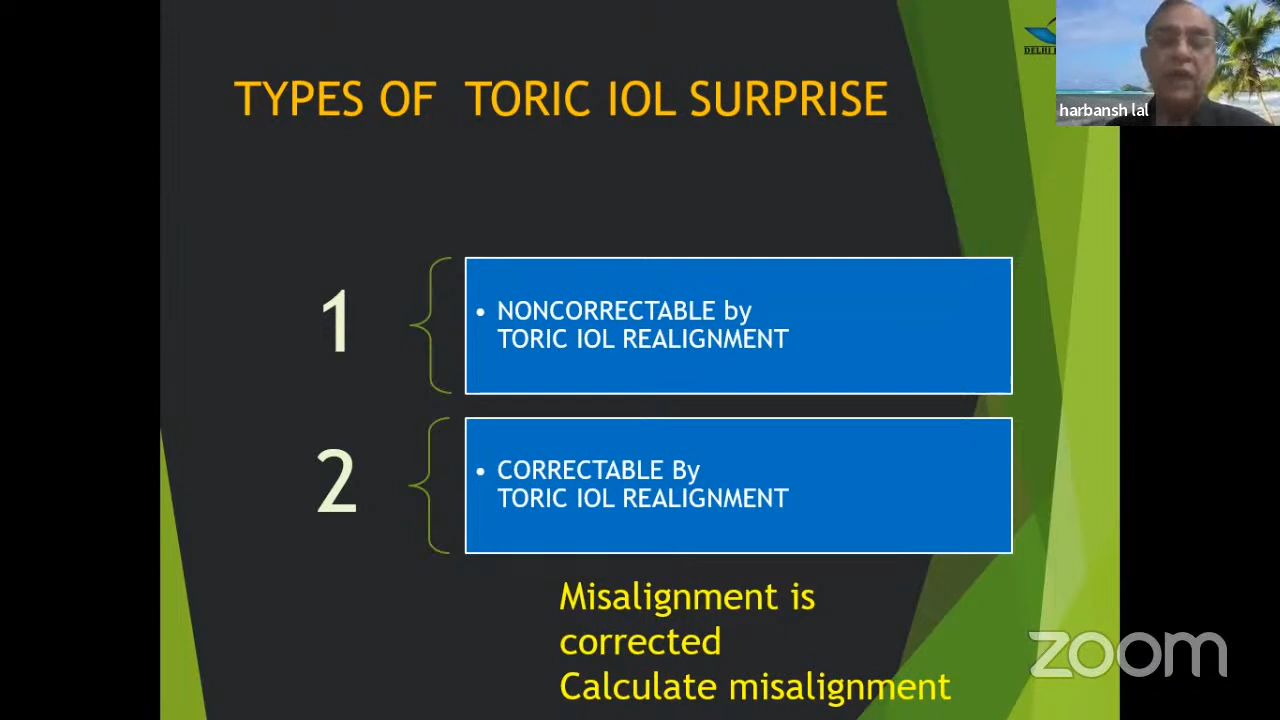 DELHI
harbansh lal
TYPES OF TORIC IOL SURPRISE
1
• NONCORRECTABLE by
TORIC IOL REALIGNMENT
2
• CORRECTABLE By
TORIC IOL REALIGNMENT
Misalignment is
corrected
Calculate misalignment
zoom